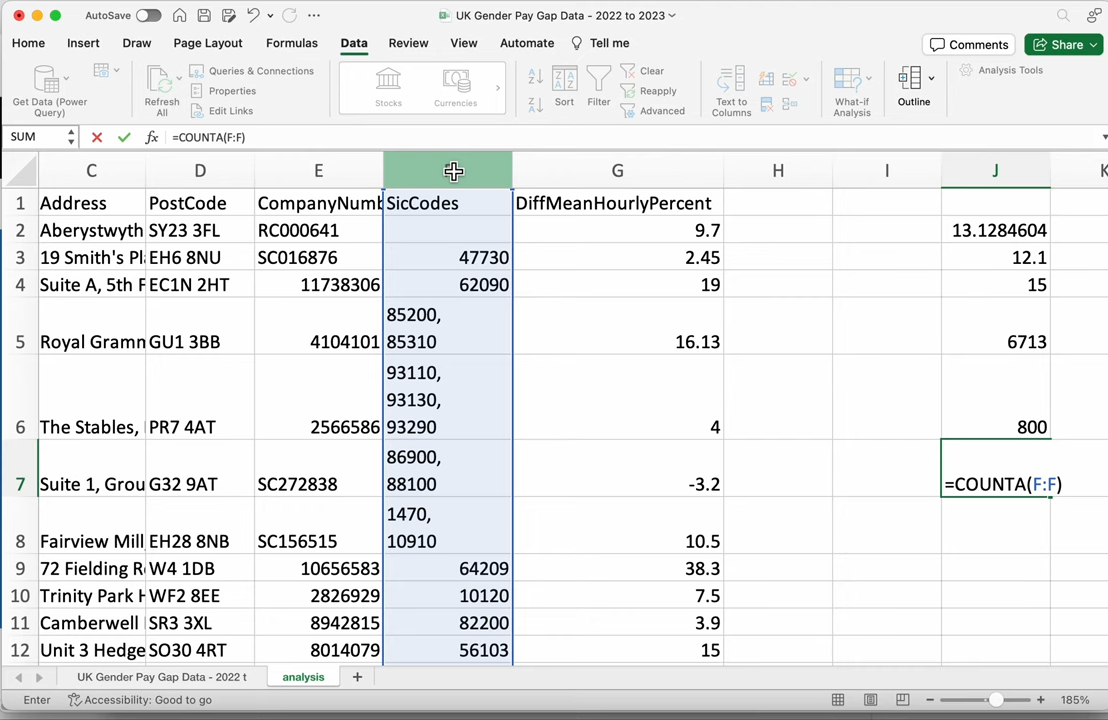 AutoSave
UK Gender Pay Gap Data - 2022 to 2023
Home Insert Draw Page Layout Formulas Data Review View Automate Tell me Comments Share
Get Data (Power Query)
Refresh All
Queries & Connections
Properties
Edit Links
Stocks
Currencies
Sort
Filter
Clear
Reapply
Advanced
Text to Columns
What-if Analysis
Outline
Analysis Tools
SUM fx =COUNTA(F:F)
C D E G H I J K
1 Address PostCode CompanyNumb SicCodes DiffMeanHourlyPercent
2 Aberystwyth SY23 3FL RC000641 9.7 13.1284604
3 19 Smith's Pl EH6 8NU SC016876 47730 2.45 12.1
4 Suite A, 5th F EC1N 2HT 11738306 62090 19 15
85200,
5 Royal Gramn GU1 3BB 4104101 85310 16.13 6713
93110,
93130,
6 The Stables, PR7 4AT 2566586 93290 4 800
86900,
7 Suite 1, Grou G32 9AT SC272838 88100 -3.2 =COUNTA(F:F)
1470,
8 Fairview Mill EH28 8NB SC156515 10910 10.5
9 72 Fielding R W4 1DB 10656583 64209 38.3
10 Trinity Park H WF2 8EE 2826929 10120 7.5
11 Camberwell SR3 3XL 8942815 82200 3.9
12 Unit 3 Hedge SO30 4RT 8014079 56103 15
UK Gender Pay Gap Data - 2022 t analysis
Enter Accessibility: Good to go 185%